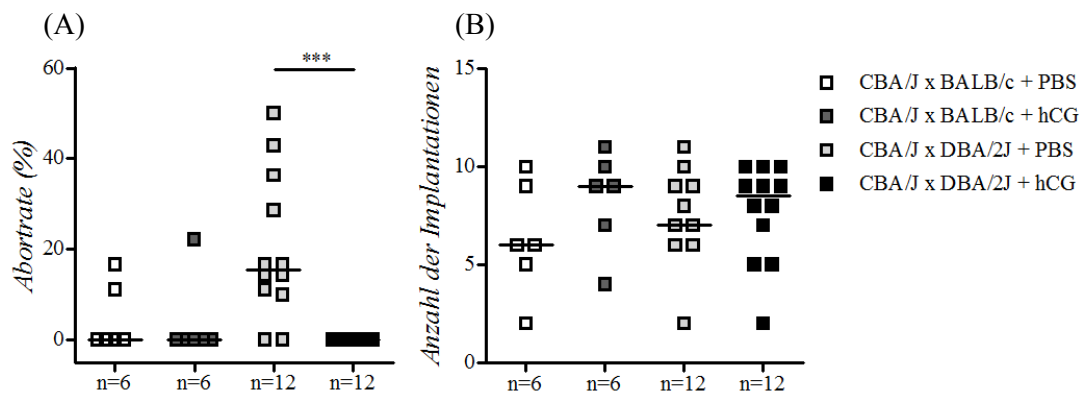 (A)
Abortrate (%)
60
40
20
0
***
n=6
n=6
n=12
n=12
(B)
Anzahl der Implantationen
15
10
5
0
n=6
n=6
n=12
n=12
CBA/J x BALB/c + PBS
CBA/J x BALB/c + hCG
CBA/J x DBA/2J + PBS
CBA/J x DBA/2J + hCG